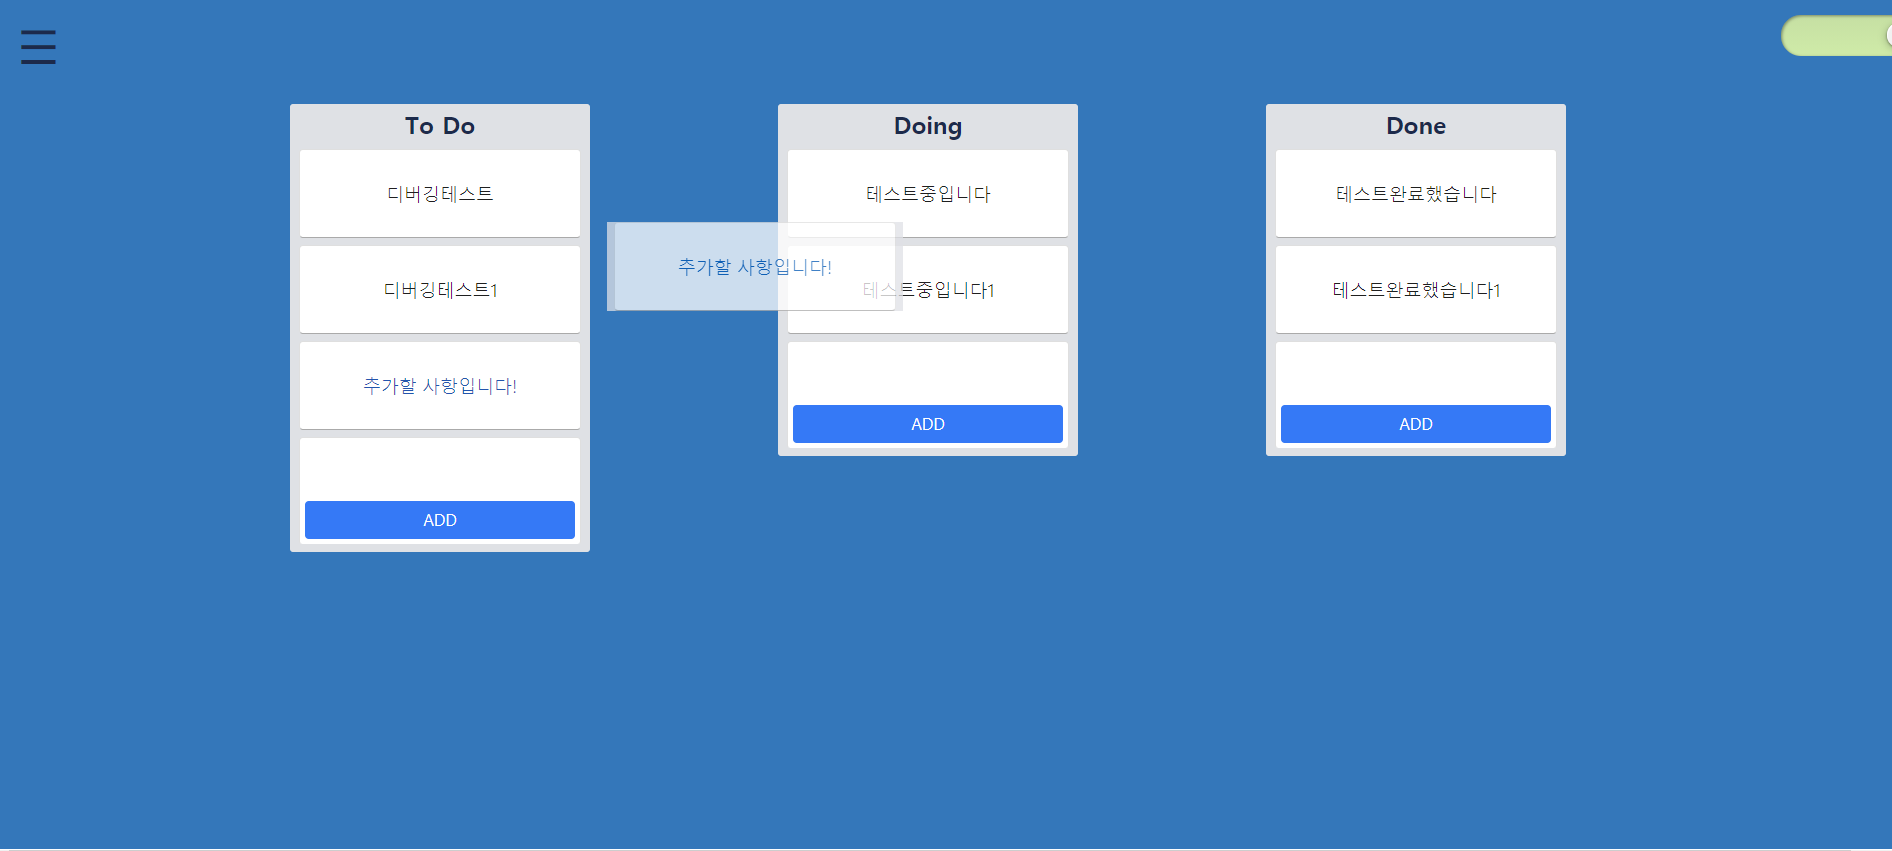 To Do
디버깅테스트
디버깅테스트1
추가할 사항입니다!
ADD
추가할 사항입니다!
Doing
테스트중입니다
테스트중입니다1
ADD
Done
테스트완료했습니다
테스트완료했습니다1
ADD